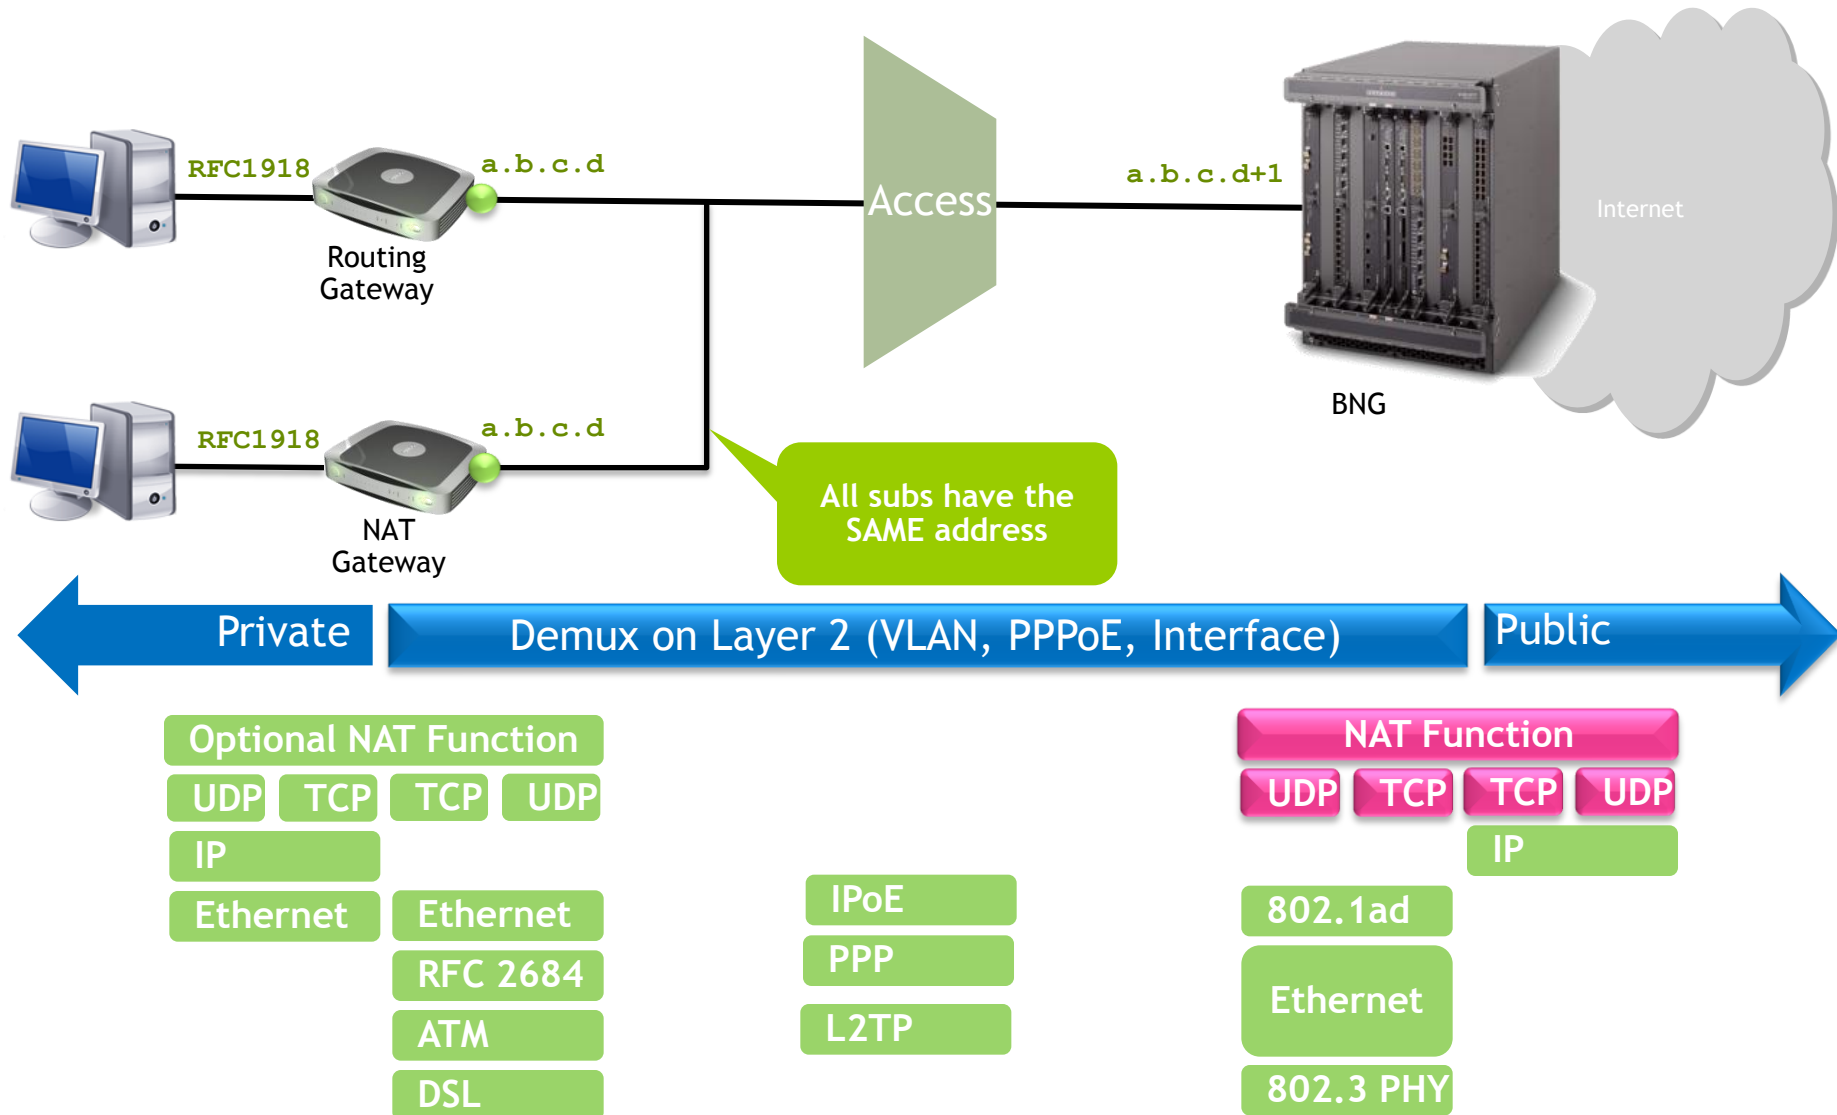 RFC1918
a.b.c.d
Routing
Gateway
Access
a.b.c.d+1
Internet
BNG
RFC1918
a.b.c.d
NAT
Gateway
All subs have the
SAME address
Private
Demux on Layer 2 (VLAN, PPPoE, Interface)
Public
Optional NAT Function
UDP
TCP
TCP
UDP
IP
Ethernet
Ethernet
RFC 2684
ATM
DSL
IPoE
PPP
L2TP
NAT Function
UDP
TCP
TCP
UDP
IP
802.1ad
Ethernet
802.3 PHY